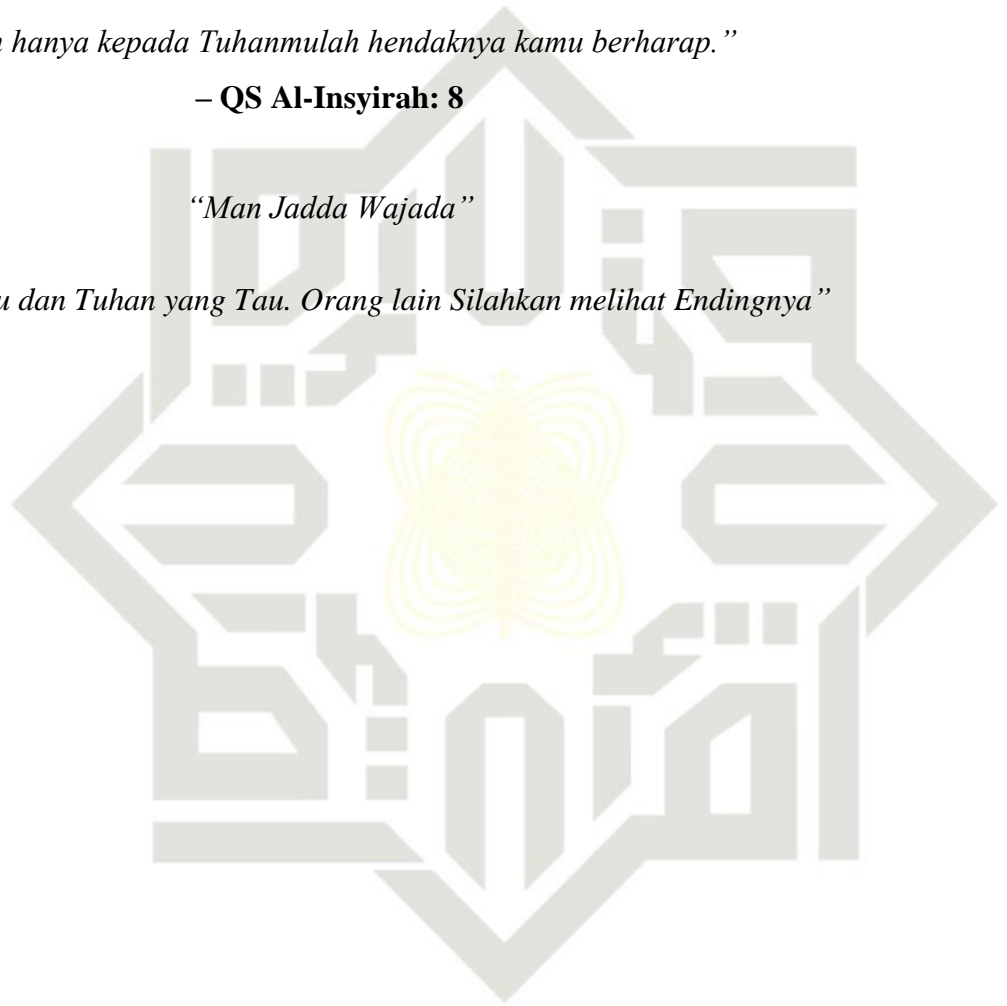 hanya kepada Tuhanmulah hendaknya kamu berharap.”
– QS Al-Insyirah: 8
“Man Jadda Wajada”
dan Tuhan yang Tau. Orang lain Silahkan melihat Endingnya”